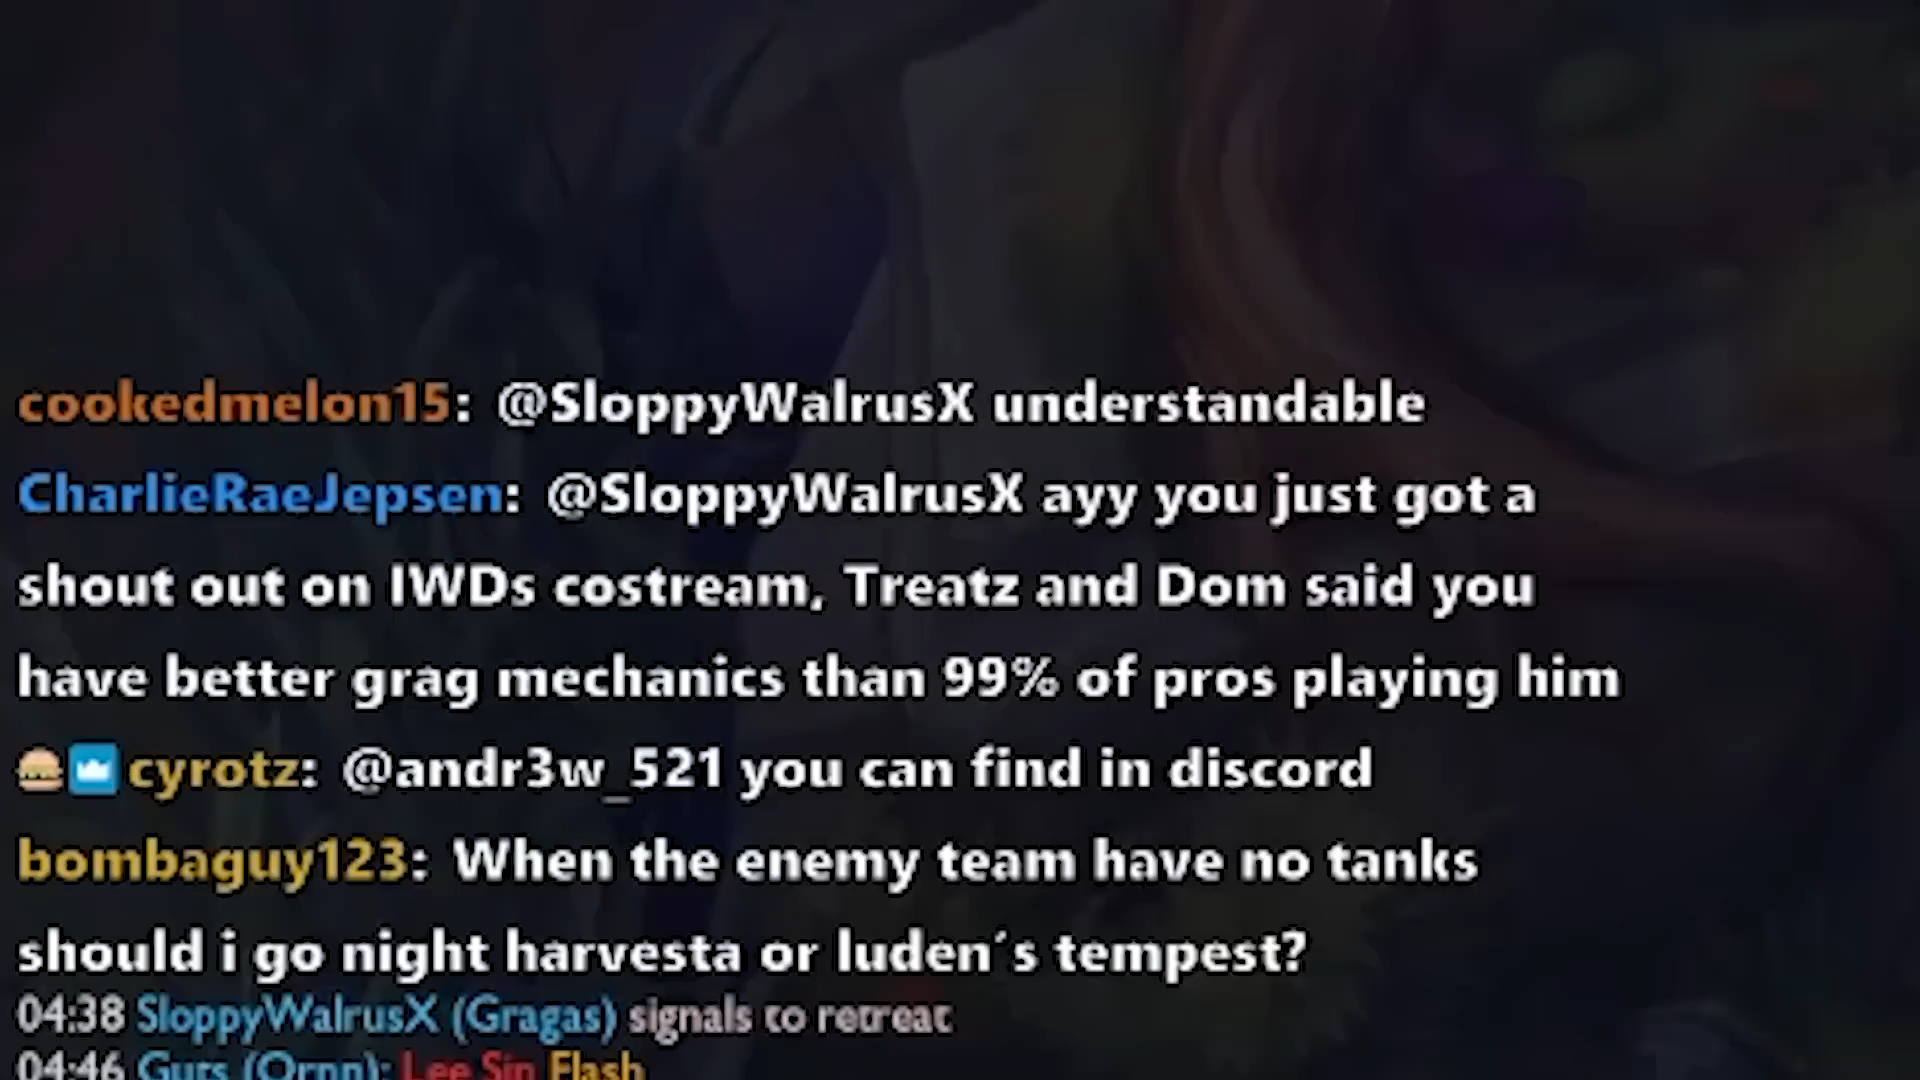 cookedmelon15: @SloppyWalrusX understandable
CharlieRaeJepsen: @SloppyWalrusX ayy you just got a
shout out on IWDs costream, Treatz and Dom said you
have better grag mechanics than 99% of pros playing him
cyrotz: @andr3w_521 you can find in discord
bombaguy123: When the enemy team have no tanks
should i go night harvesta or luden´s tempest?
04:38 SloppyWalrusX (Gragas) signals to retreat
04:46 Guts (Ornn): Lee Sin Flash